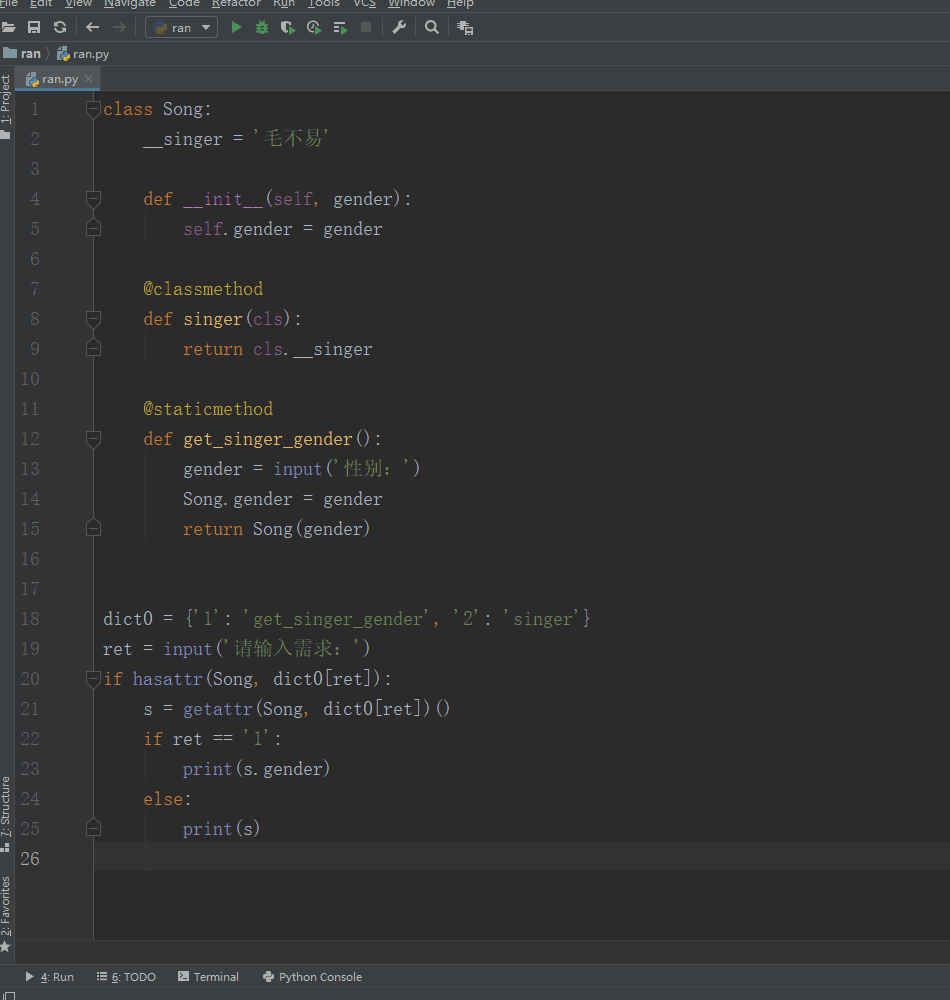 File Edit View Navigate Code Refactor Run Tools VCS Window Help
ran
ran ran.py
ran.py
1: Project
1 class Song:
2     __singer = '毛不易'
3
4     def __init__(self, gender):
5         self.gender = gender
6
7     @classmethod
8     def singer(cls):
9         return cls.__singer
10
11     @staticmethod
12     def get_singer_gender():
13         gender = input('性别：')
14         Song.gender = gender
15         return Song(gender)
16
17
18 dict0 = {'1': 'get_singer_gender', '2': 'singer'}
19 ret = input('请输入需求：')
20 if hasattr(Song, dict0[ret]):
21     s = getattr(Song, dict0[ret])()
22     if ret == '1':
23         print(s.gender)
24     else:
25         print(s)
26
7: Structure
2: Favorites
4: Run 6: TODO Terminal Python Console